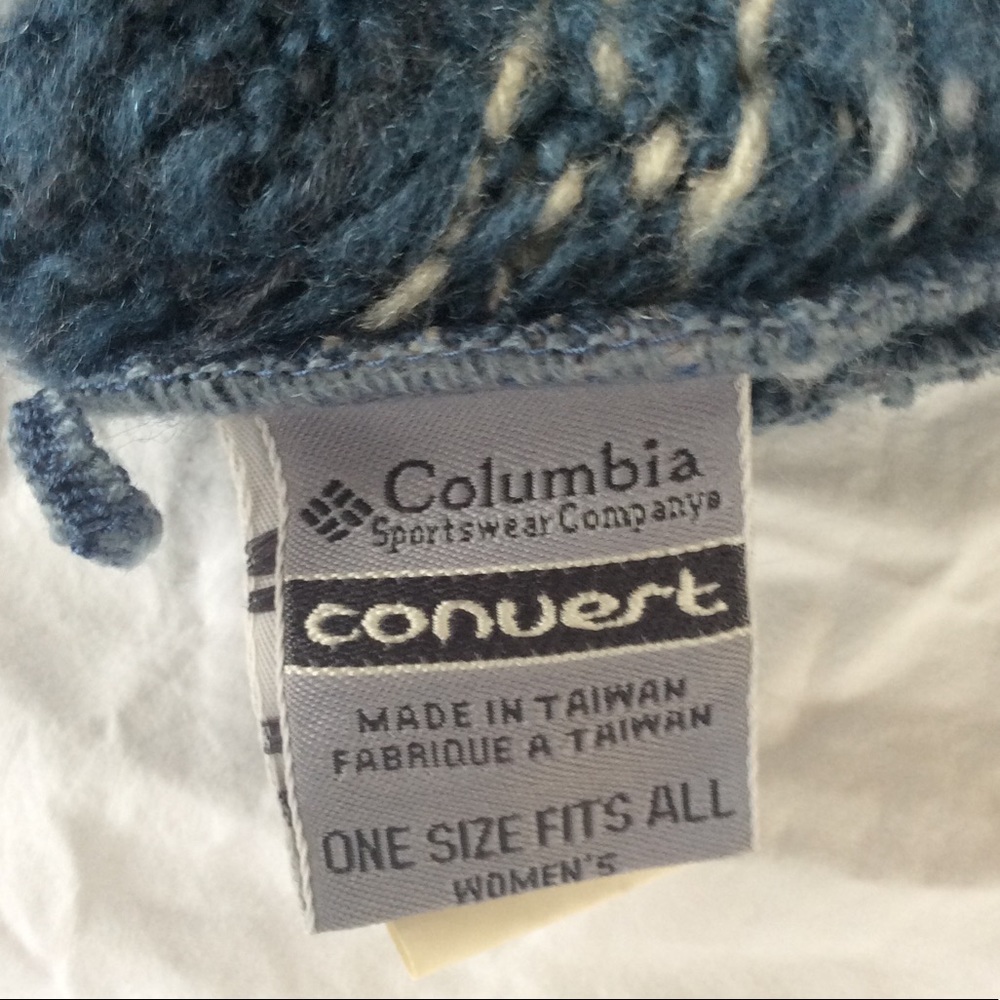 Columbia
Sportswear Company®
convert
MADE IN TAIWAN
FABRIQUE A TAIWAN
ONE SIZE FITS ALL
WOMEN'S